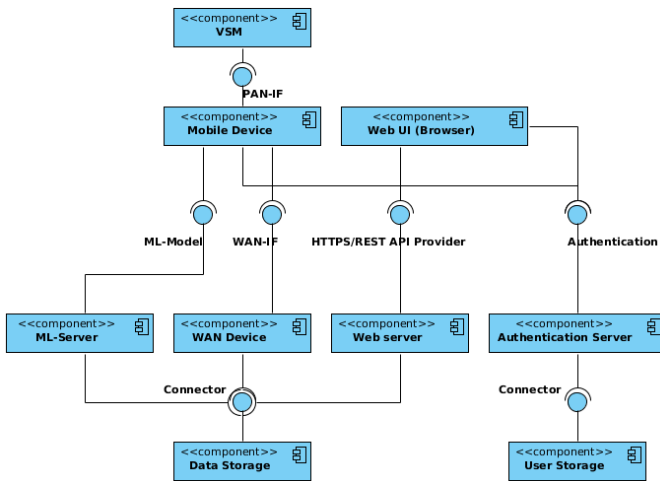 <<component>>
VSM
PAN-IF
<<component>>
Mobile Device
<<component>>
Web UI (Browser)
ML-Model
WAN-IF
HTTPS/REST API Provider
Authentication
<<component>>
ML-Server
<<component>>
WAN Device
<<component>>
Web server
<<component>>
Authentication Server
Connector
Connector
<<component>>
Data Storage
<<component>>
User Storage